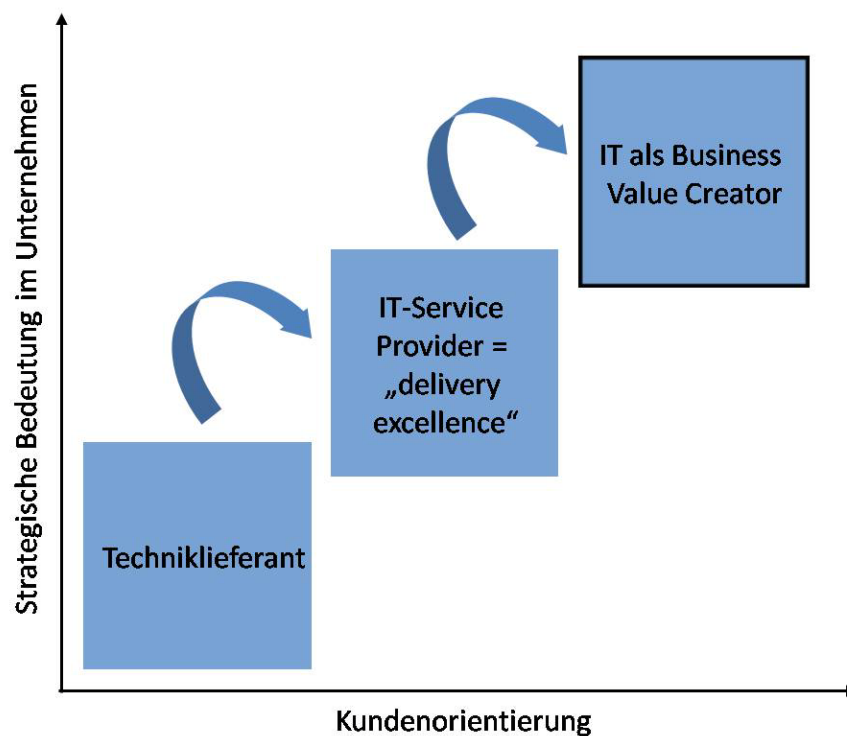 Strategische Bedeutung im Unternehmen
IT als Business
Value Creator
IT-Service
Provider =
„delivery
excellence“
Techniklieferant
Kundenorientierung